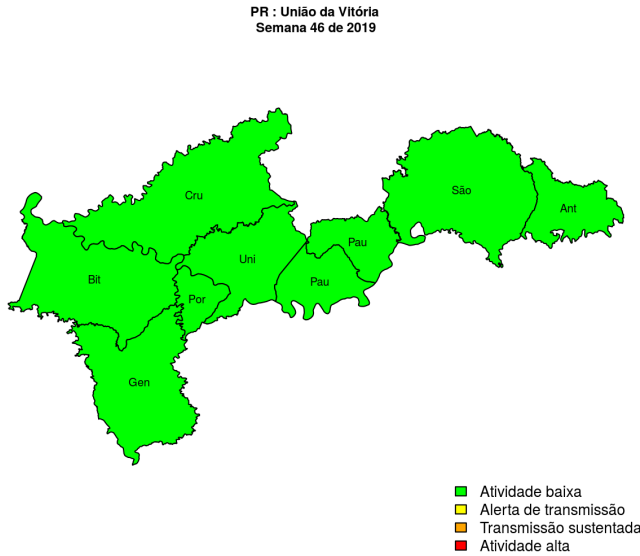 PR : União da Vitória
Semana 46 de 2019
Cru
São
Ant
Pau
Uni
Bit
Pau
Por
Gen
Atividade baixa
Alerta de transmissão
Transmissão sustentada
Atividade alta